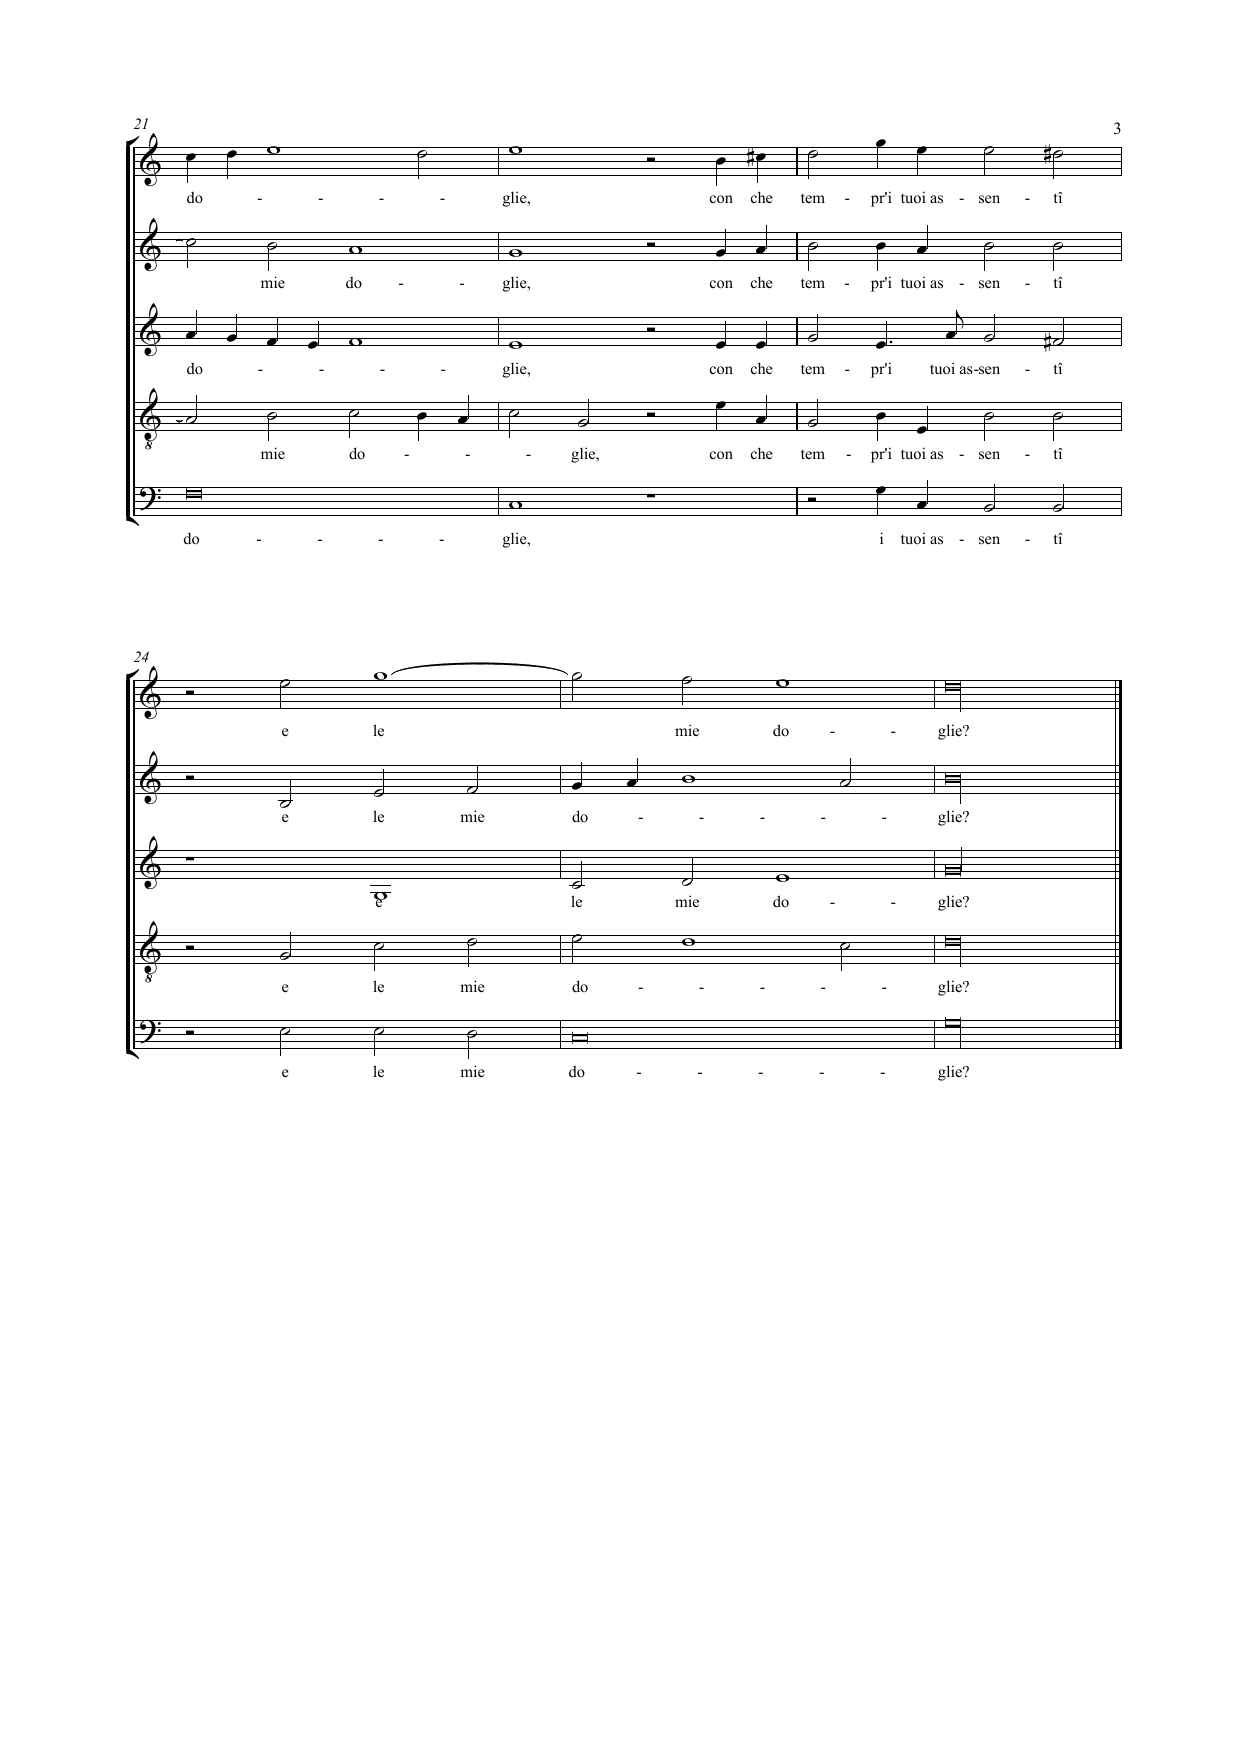 21
3
do - - - - glie, con che tem - pr'i tuoi as - sen - tî
mie do - - glie, con che tem - pr'i tuoi as - sen - tî
do - - - - glie, con che tem - pr'i tuoi as-sen - tî
mie do - - - glie, con che tem - pr'i tuoi as - sen - tî
8
do - - - - glie, i tuoi as - sen - tî
24
e le mie do - - glie?
e le mie do - - - - - glie?
e le mie do - - glie?
e le mie do - - - - - glie?
8
e le mie do - - - - - glie?